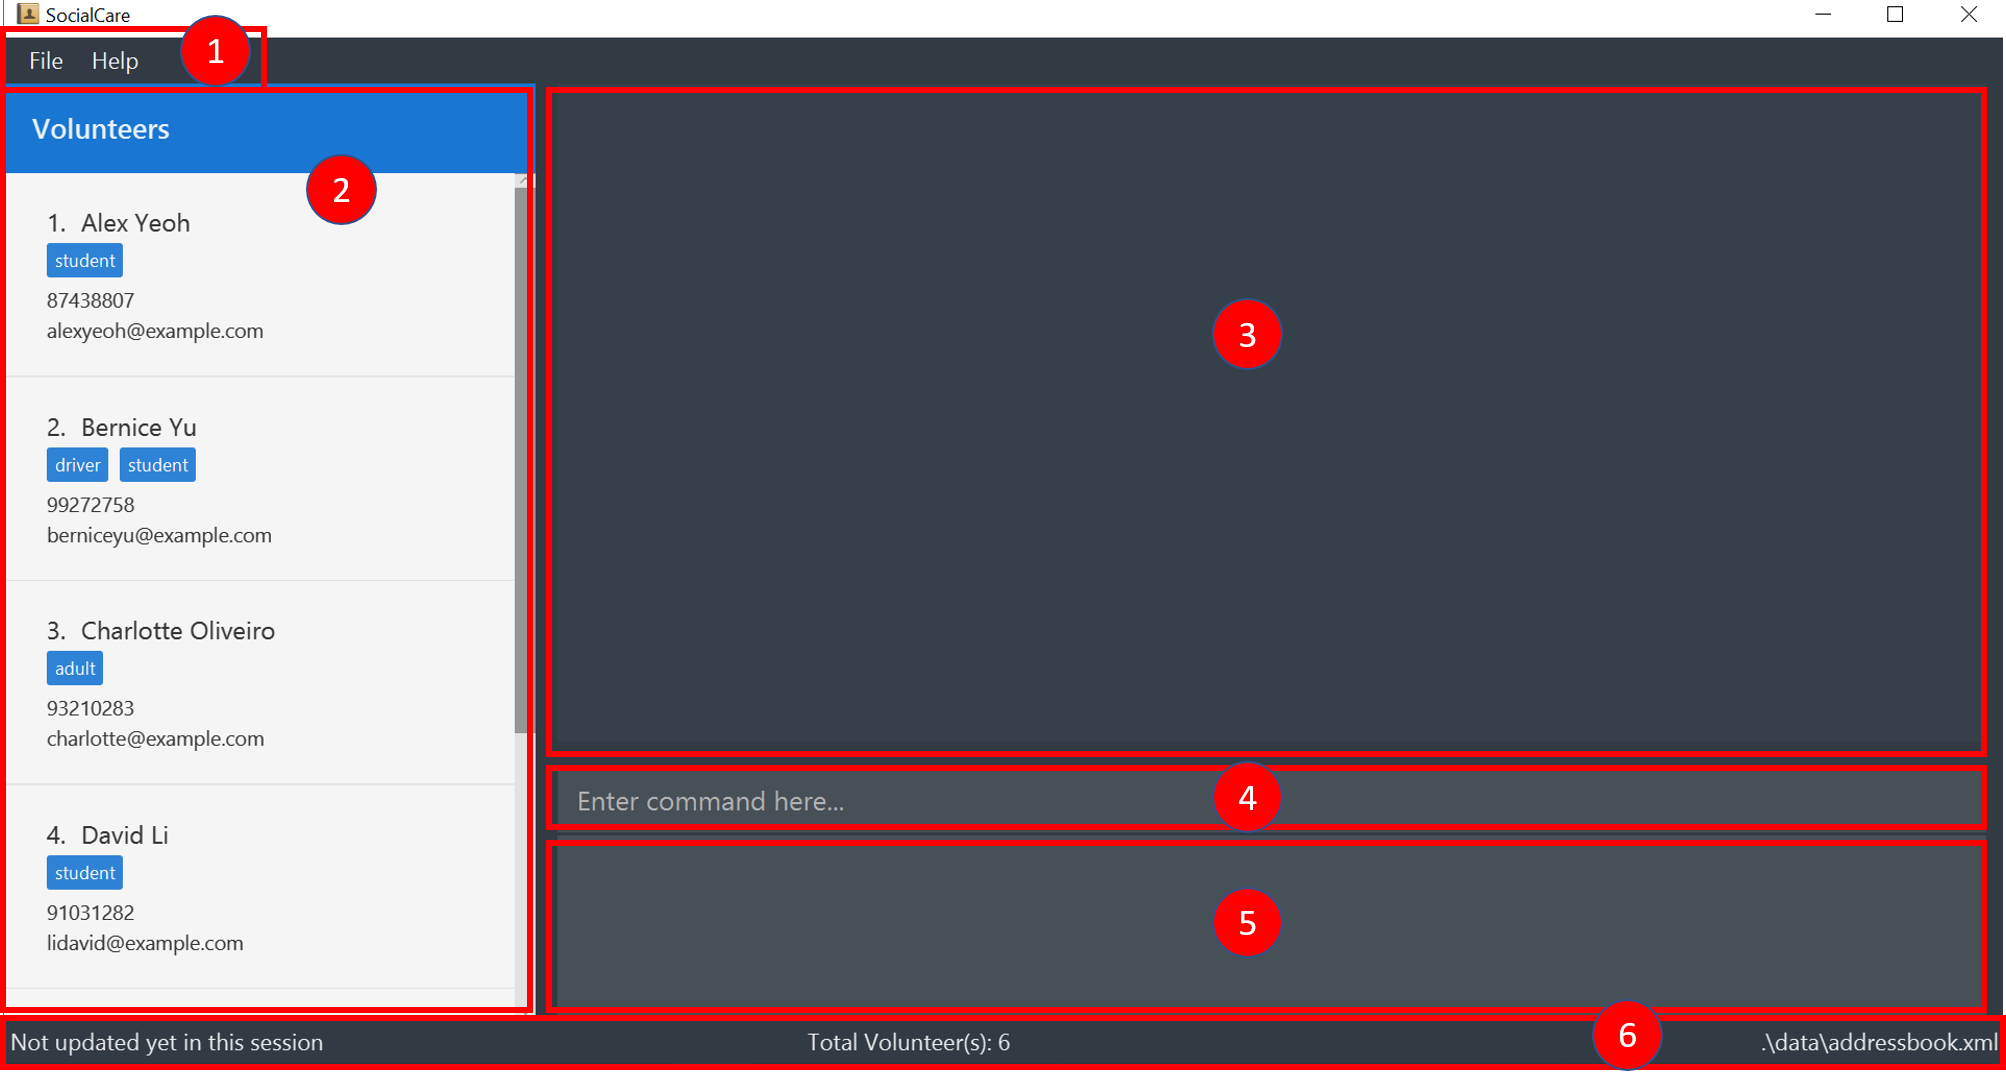 SocialCare
File Help 1
Volunteers
2
1. Alex Yeoh
student
87438807
alexyeoh@example.com
2. Bernice Yu
driver student
99272758
berniceyu@example.com
3. Charlotte Oliveiro
adult
93210283
charlotte@example.com
4. David Li
student
91031282
lidavid@example.com
3
Enter command here...
4
5
Not updated yet in this session
Total Volunteer(s): 6
6
.\data\addressbook.xml